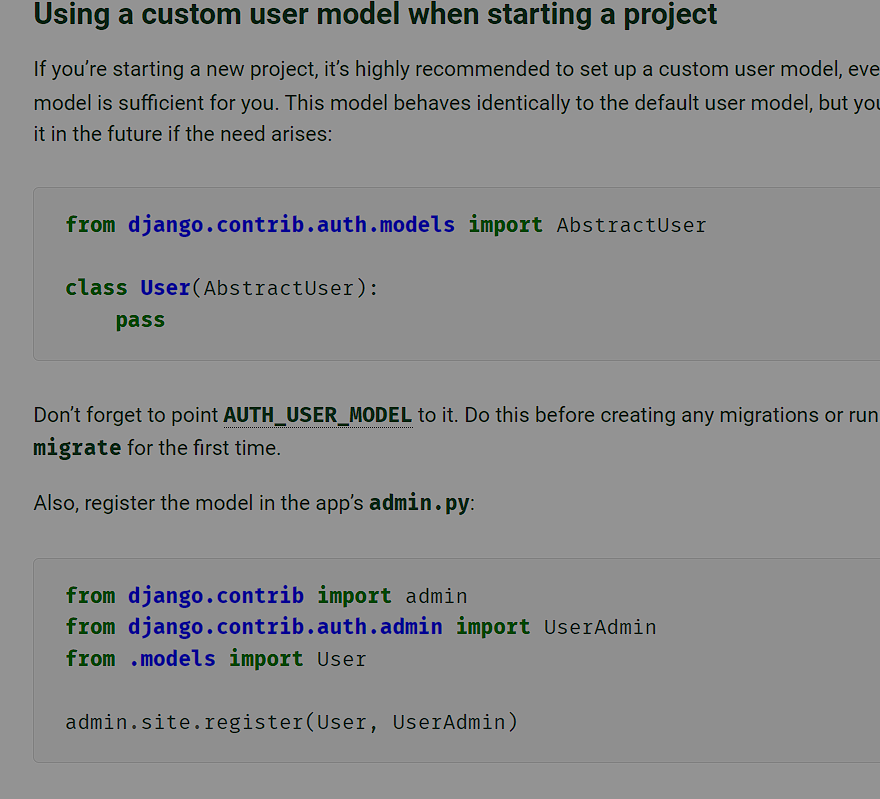 Using a custom user model when starting a project
If you’re starting a new project, it’s highly recommended to set up a custom user model,
model is sufficient for you. This model behaves identically to the default user model, but
it in the future if the need arises:
from django.contrib.auth.models import AbstractUser
class User(AbstractUser):
pass
Don’t forget to point AUTH_USER_MODEL to it. Do this before creating any migrations or run
migrate for the first time.
Also, register the model in the app’s admin.py:
from django.contrib import admin
from django.contrib.auth.admin import UserAdmin
from .models import User
admin.site.register(User, UserAdmin)